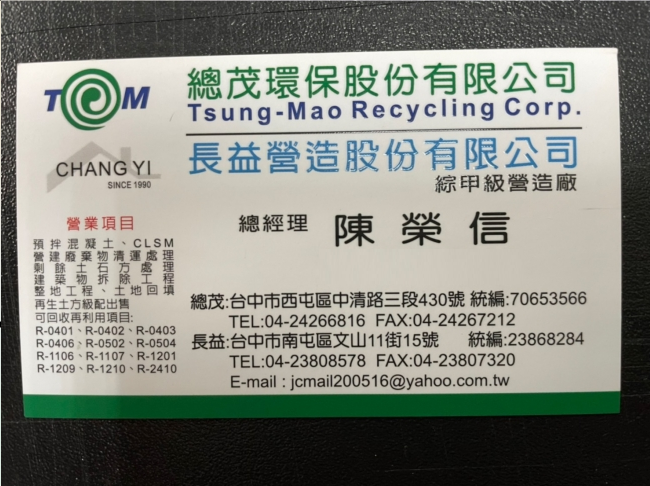 TCM
總茂環保股份有限公司
Tsung-Mao Recycling Corp.
CHANG YI
SINCE 1990
長益營造股份有限公司
綜甲級營造廠
總經理 陳榮信
營業項目
預拌混凝土、CLSM
營建廢棄物清運處理
剩餘土石方處理
建築物拆除工程
整地工程、土地回填
再生土方級配出售
可回收再利用項目:
R-0401、R-0402、R-0403
R-0406、R-0502、R-0504
R-1106、R-1107、R-1201
R-1209、R-1210、R-2410
總茂:台中市西屯區中清路三段430號 統編:70653566
TEL:04-24266816 FAX:04-24267212
長益:台中市南屯區文山11街15號 統編:23868284
TEL:04-23808578 FAX:04-23807320
E-mail : jcmail200516@yahoo.com.tw